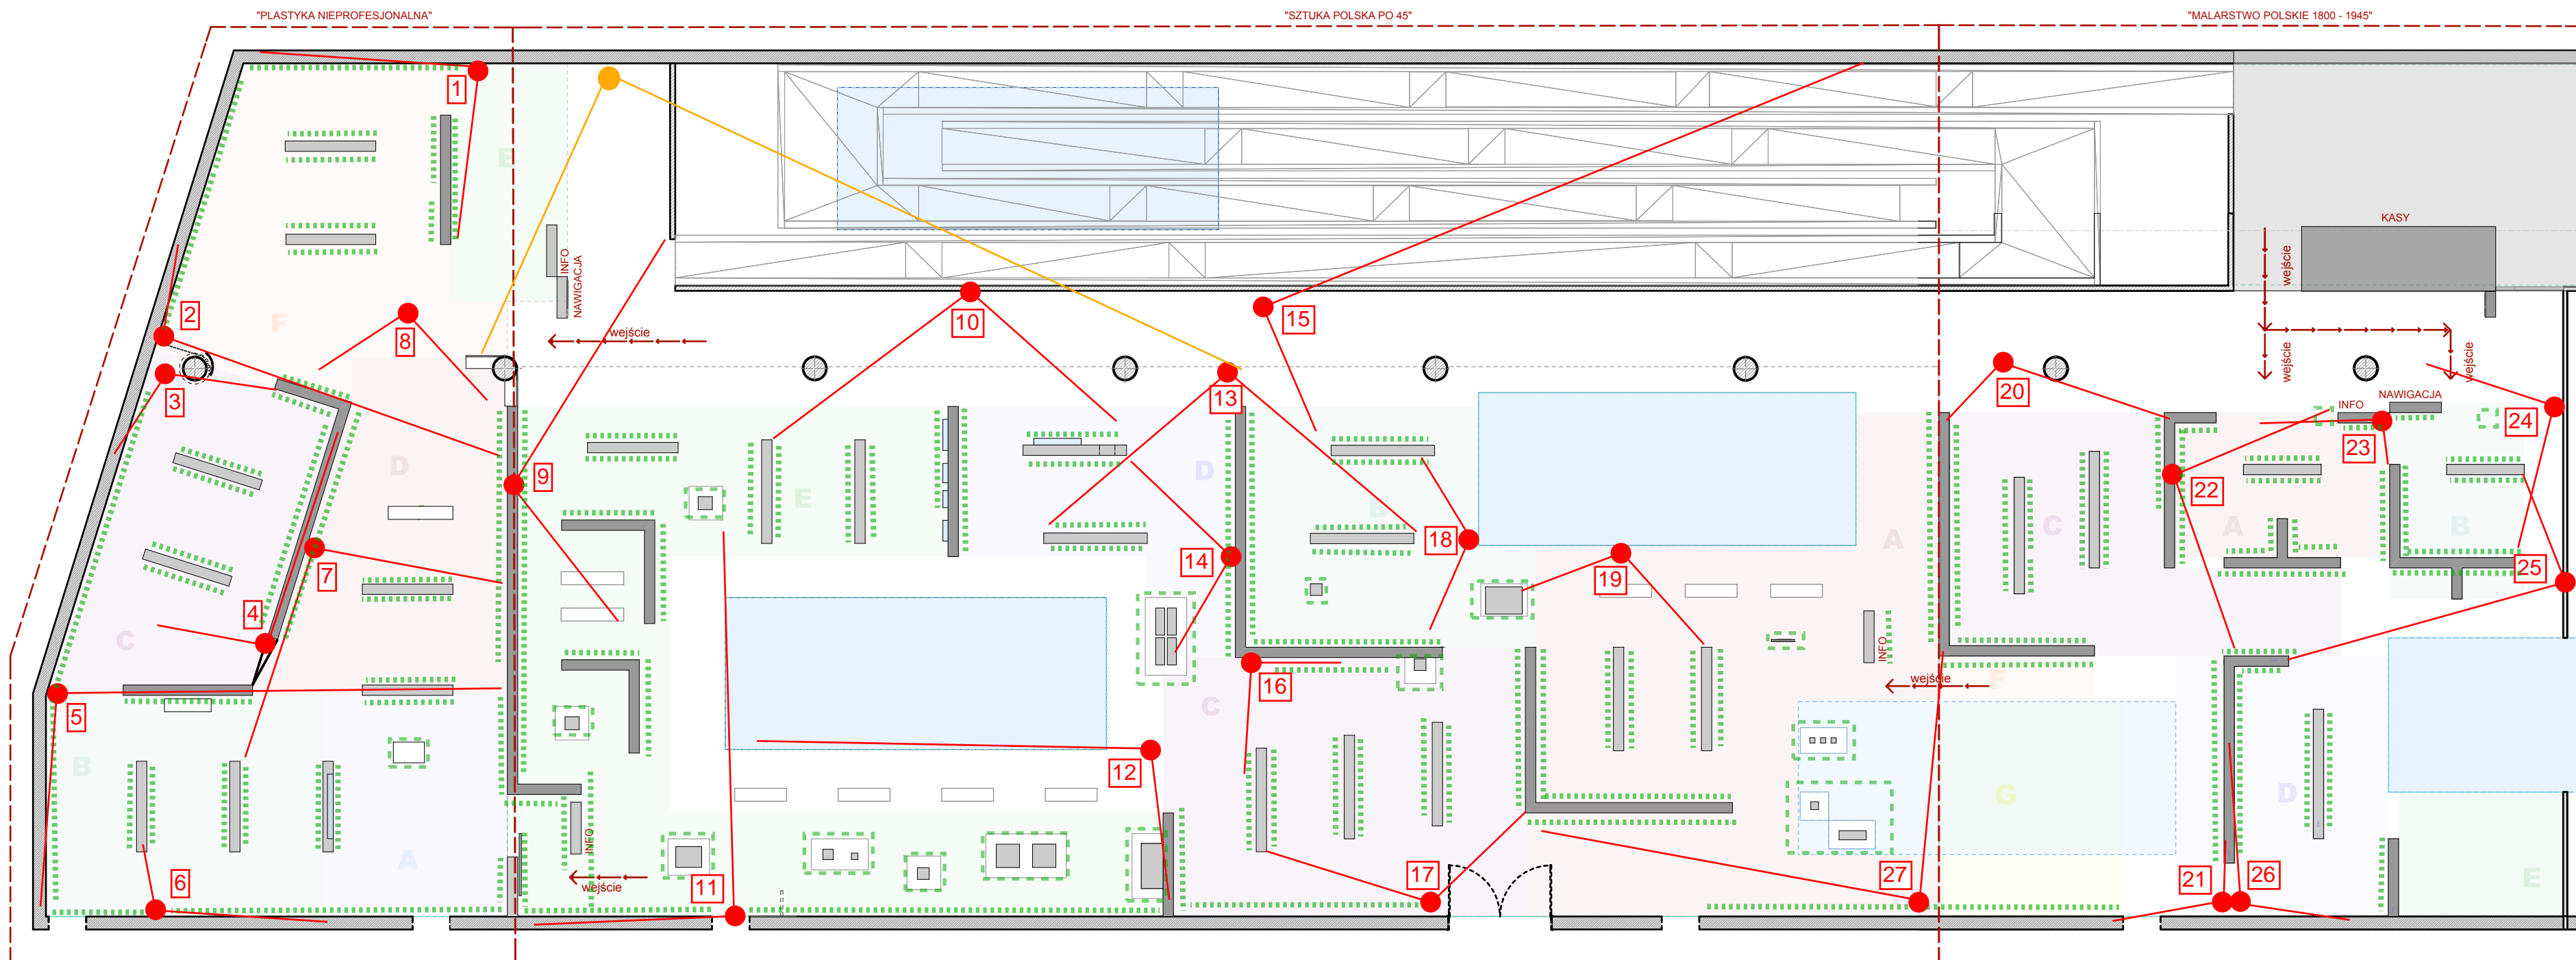 "PLASTYKA NIEPROFESJONALNA"
"SZTUKA POLSKA PO 45"
"MALARSTWO POLSKIE 1800 - 1945"
1
E
KASY
INFO
NAWIGACJA
wejście
wejście
2
F
8
wejście
10
15
wejście
wejście
3
13
20
INFO
NAWIGACJA
24
23
D
9
E
D
B
18
A
C
22
A
B
14
7
19
25
4
C
INFO
5
16
C
wejście
F
B
12
G
D
A
INFO
wejście
6
11
17
27
21
26
E